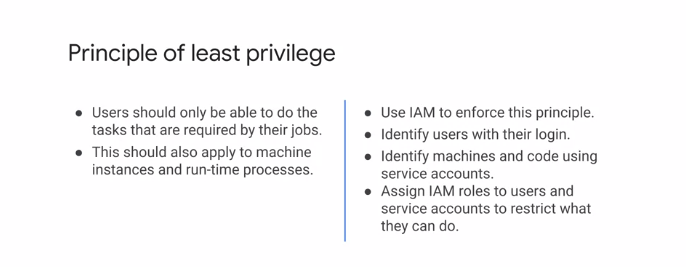 Principle of least privilege
● Users should only be able to do the
tasks that are required by their jobs.
● This should also apply to machine
instances and run-time processes.
● Use IAM to enforce this principle.
● Identify users with their login.
● Identify machines and code using
service accounts.
● Assign IAM roles to users and
service accounts to restrict what
they can do.